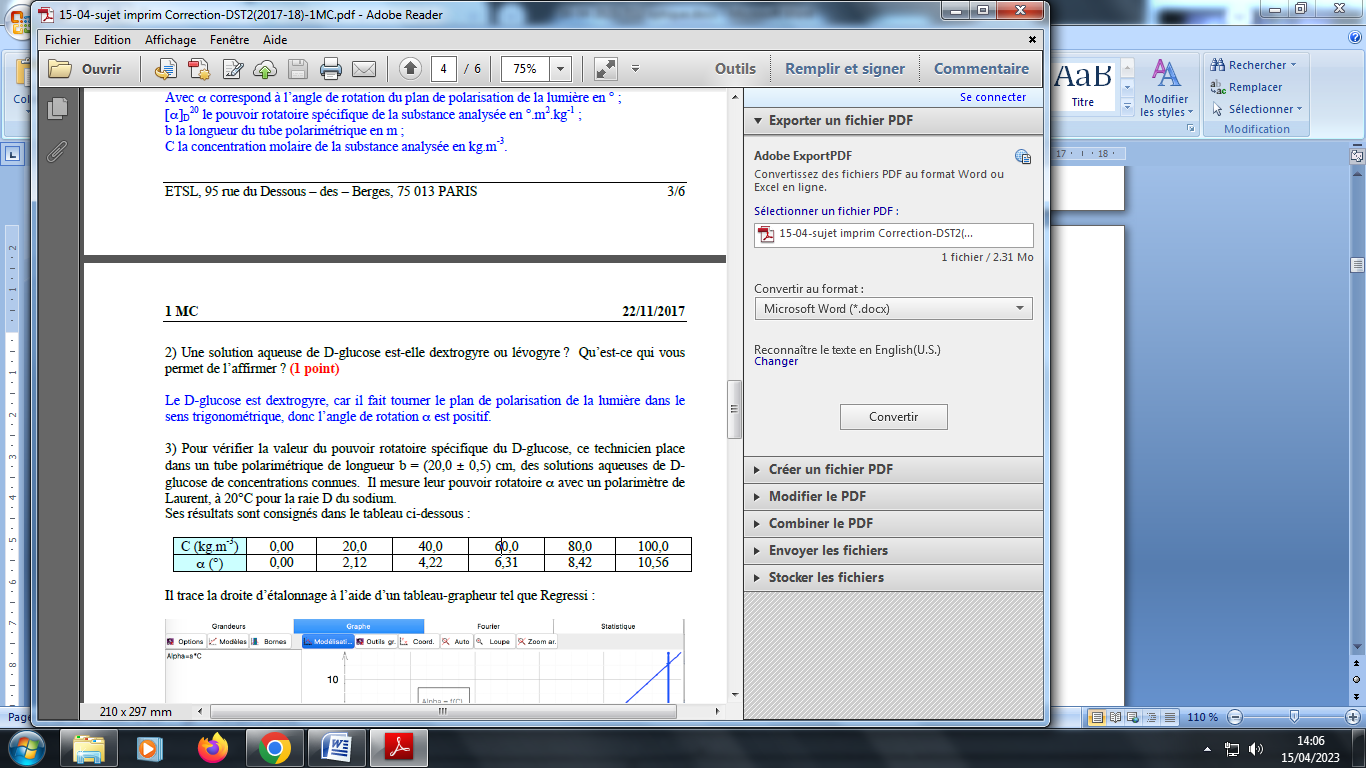 15-04-sujet imprim Correction-DST2(2017-18)-1MC.pdf - Adobe Reader
Fichier Edition Affichage Fenêtre Aide
Ouvrir 4 / 6 75% Outils Remplir et signer Commentaire
Avec α correspond à l'angle de rotation du plan de polarisation de la lumière en ° ;
[α]D20 le pouvoir rotatoire spécifique de la substance analysée en °.m2.kg-1 ;
b la longueur du tube polarimétrique en m ;
C la concentration molaire de la substance analysée en kg.m-3.
ETSL, 95 rue du Dessous – des – Berges, 75 013 PARIS 3/6
1 MC 22/11/2017
2) Une solution aqueuse de D-glucose est-elle dextrogyre ou lévogyre ? Qu'est-ce qui vous
permet de l'affirmer ? (1 point)
Le D-glucose est dextrogyre, car il fait tourner le plan de polarisation de la lumière dans le
sens trigonométrique, donc l'angle de rotation α est positif.
3) Pour vérifier la valeur du pouvoir rotatoire spécifique du D-glucose, ce technicien place
dans un tube polarimétrique de longueur b = (20,0 ± 0,5) cm, des solutions aqueuses de D-
glucose de concentrations connues. Il mesure leur pouvoir rotatoire α avec un polarimètre de
Laurent, à 20°C pour la raie D du sodium.
Ses résultats sont consignés dans le tableau ci-dessous :
C (kg.m-3) 0,00 20,0 40,0 60,0 80,0 100,0
α (°) 0,00 2,12 4,22 6,31 8,42 10,56
Il trace la droite d'étalonnage à l'aide d'un tableau-grapheur tel que Regressi :
Grandeurs Graphe Fourier Statistique
Options Modèles Bornes Modélisati... Outils gr. Coord. Auto Loupe Zoom ar.
Alpha=a*C
10
Alpha = f(C)
210 x 297 mm
Se connecter
Exporter un fichier PDF
Adobe ExportPDF
Convertissez des fichiers PDF au format Word ou
Excel en ligne.
Sélectionner un fichier PDF :
15-04-sujet imprim Correction-DST2(...
1 fichier / 2.31 Mo
Convertir au format :
Microsoft Word (*.docx)
Reconnaître le texte en English(U.S.)
Changer
Convertir
Créer un fichier PDF
Modifier le PDF
Combiner le PDF
Envoyer les fichiers
Stocker les fichiers
AaB
Titre
Modifier
les styles
Rechercher
Remplacer
Sélectionner
Modification
17 18
110 %
14:06
15/04/2023